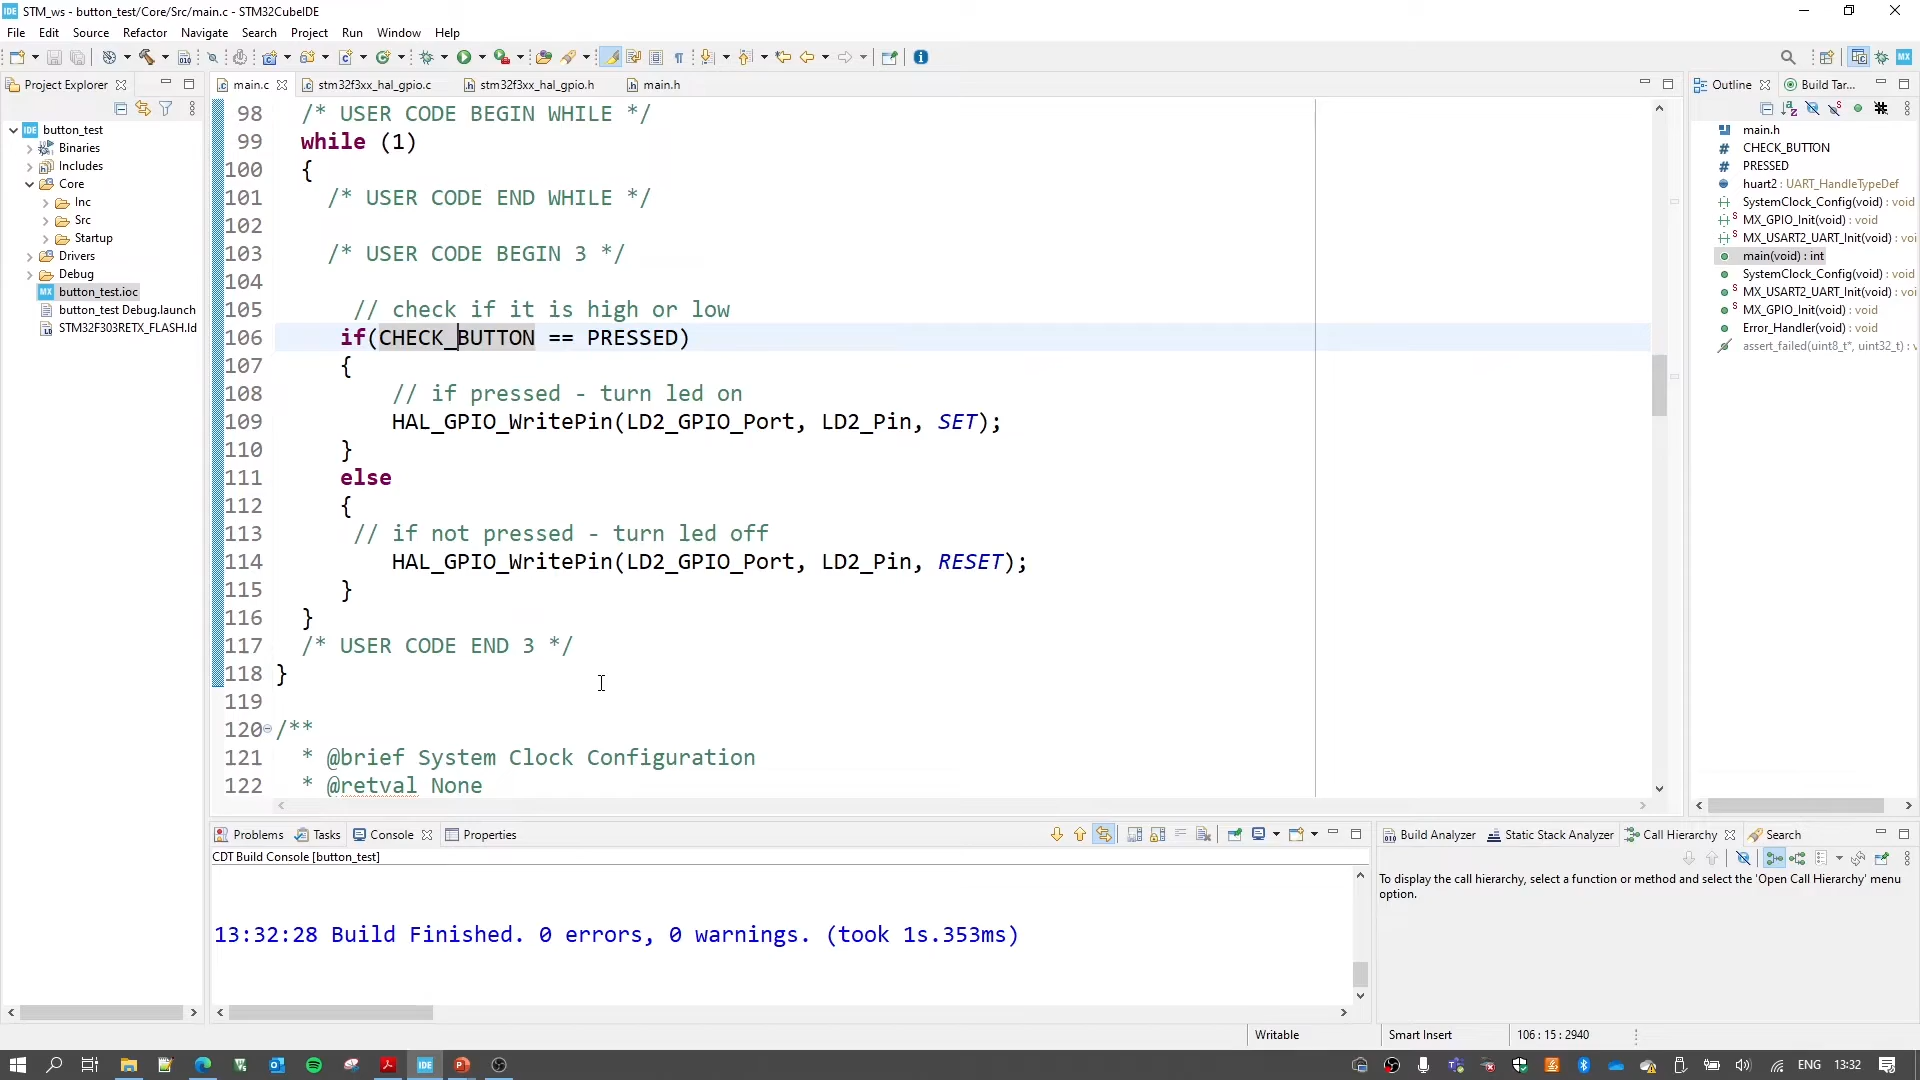 STM_ws - button_test/Core/Src/main.c - STM32CubeIDE
File Edit Source Refactor Navigate Search Project Run Window Help
Project Explorer
button_test
Binaries
Includes
Core
Inc
Src
Startup
Drivers
Debug
button_test.ioc
button_test Debug.launch
STM32F303RETX_FLASH.ld
main.c stm32f3xx_hal_gpio.c stm32f3xx_hal_gpio.h main.h
98 /* USER CODE BEGIN WHILE */
99 while (1)
100 {
101 /* USER CODE END WHILE */
102
103 /* USER CODE BEGIN 3 */
104
105 // check if it is high or low
106 if(CHECK_BUTTON == PRESSED)
107 {
108 // if pressed - turn led on
109 HAL_GPIO_WritePin(LD2_GPIO_Port, LD2_Pin, SET);
110 }
111 else
112 {
113 // if not pressed - turn led off
114 HAL_GPIO_WritePin(LD2_GPIO_Port, LD2_Pin, RESET);
115 }
116 }
117 /* USER CODE END 3 */
118 }
119
120 /**
121 * @brief System Clock Configuration
122 * @retval None
Outline Build Tar...
main.h
CHECK_BUTTON
PRESSED
huart2 : UART_HandleTypeDef
SystemClock_Config(void) : void
MX_GPIO_Init(void) : void
MX_USART2_UART_Init(void) : voi
main(void) : int
SystemClock_Config(void) : void
MX_USART2_UART_Init(void) : voi
MX_GPIO_Init(void) : void
Error_Handler(void) : void
assert_failed(uint8_t*, uint32_t) : v
Problems Tasks Console Properties
CDT Build Console [button_test]
13:32:28 Build Finished. 0 errors, 0 warnings. (took 1s.353ms)
Build Analyzer Static Stack Analyzer Call Hierarchy Search
To display the call hierarchy, select a function or method and select the 'Open Call Hierarchy' menu
option.
Writable Smart Insert 106 : 15 : 2940
IDE ENG 13:32